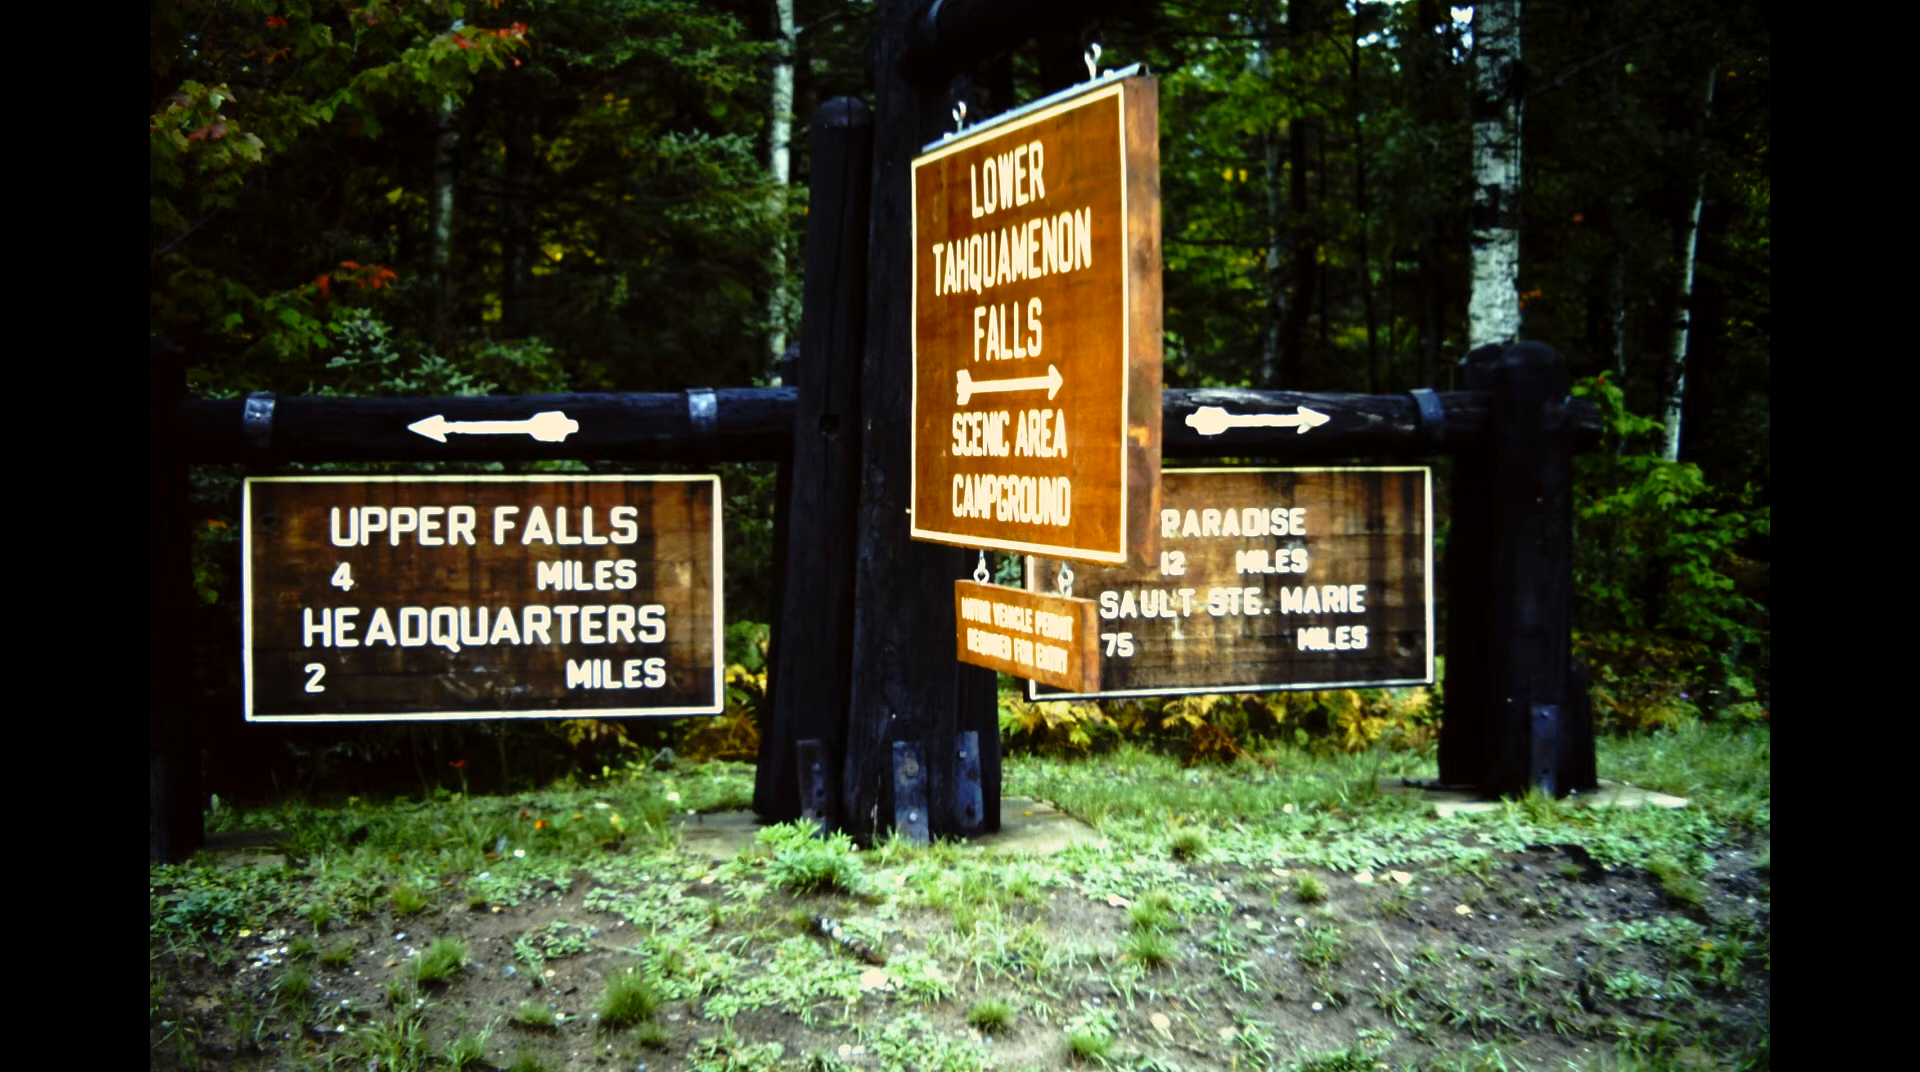 UPPER FALLS
4 MILES
HEADQUARTERS
2 MILES
LOWER
TAHQUAMENON
FALLS
SCENIC AREA
CAMPGROUND
MOTOR VEHICLE PERMIT
REQUIRED FOR ENTRY
PARADISE
12 MILES
SAULT STE. MARIE
75 MILES